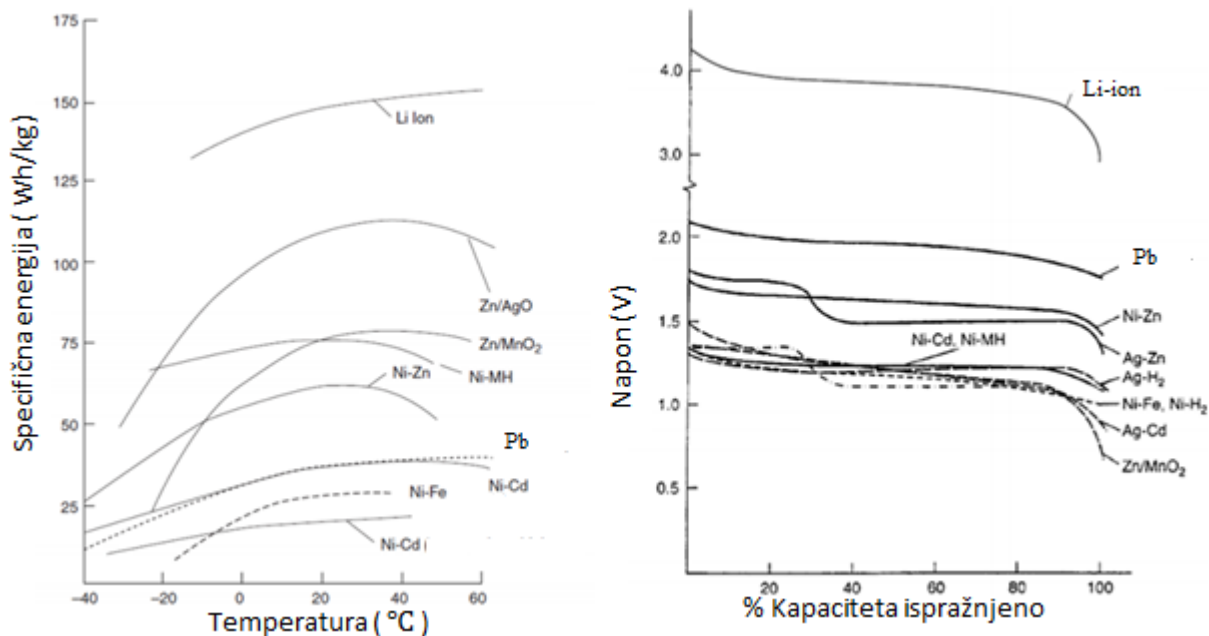 Specifična energija ( Wh/kg)
175
150
125
100
75
50
25
0
Li Ion
Zn/AgO
Zn/MnO₂
Ni-MH
Ni-Zn
Pb
Ni-Cd
Ni-Fe
Ni-Cd (
−40
−20
0
20
40
60
Temperatura ( °C)
Napon ( V)
4.0
3.0
2.0
1.5
1.0
0.5
Li-ion
Pb
Ni-Zn
Ni-Cd, Ni-MH
Ag-Zn
Ag-H₂
Ni-Fe, Ni-H₂
Ag-Cd
Zn/MnO₂
20
40
60
80
100
% Kapaciteta ispražnjeno